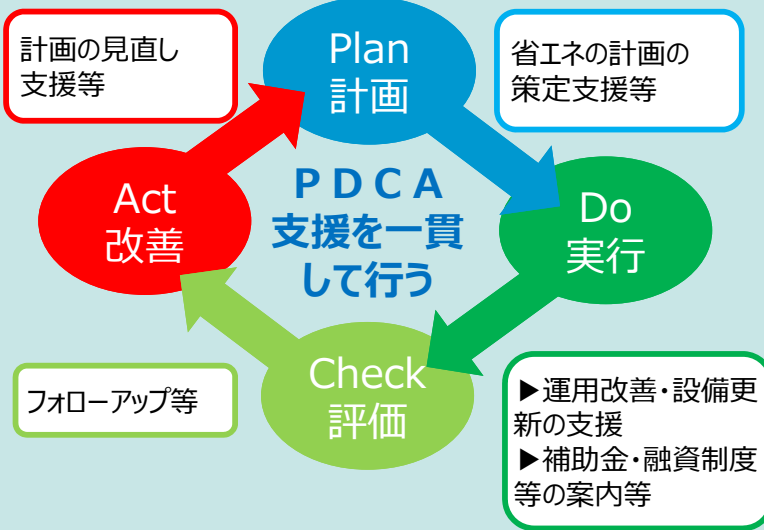 計画の見直し
支援等
Plan
計画
省エネの計画の
策定支援等
Act
改善
ＰＤＣＡ
支援を一貫
して行う
Do
実行
フォローアップ等
Check
評価
▶運用改善・設備更
新の支援
▶補助金・融資制度
等の案内等